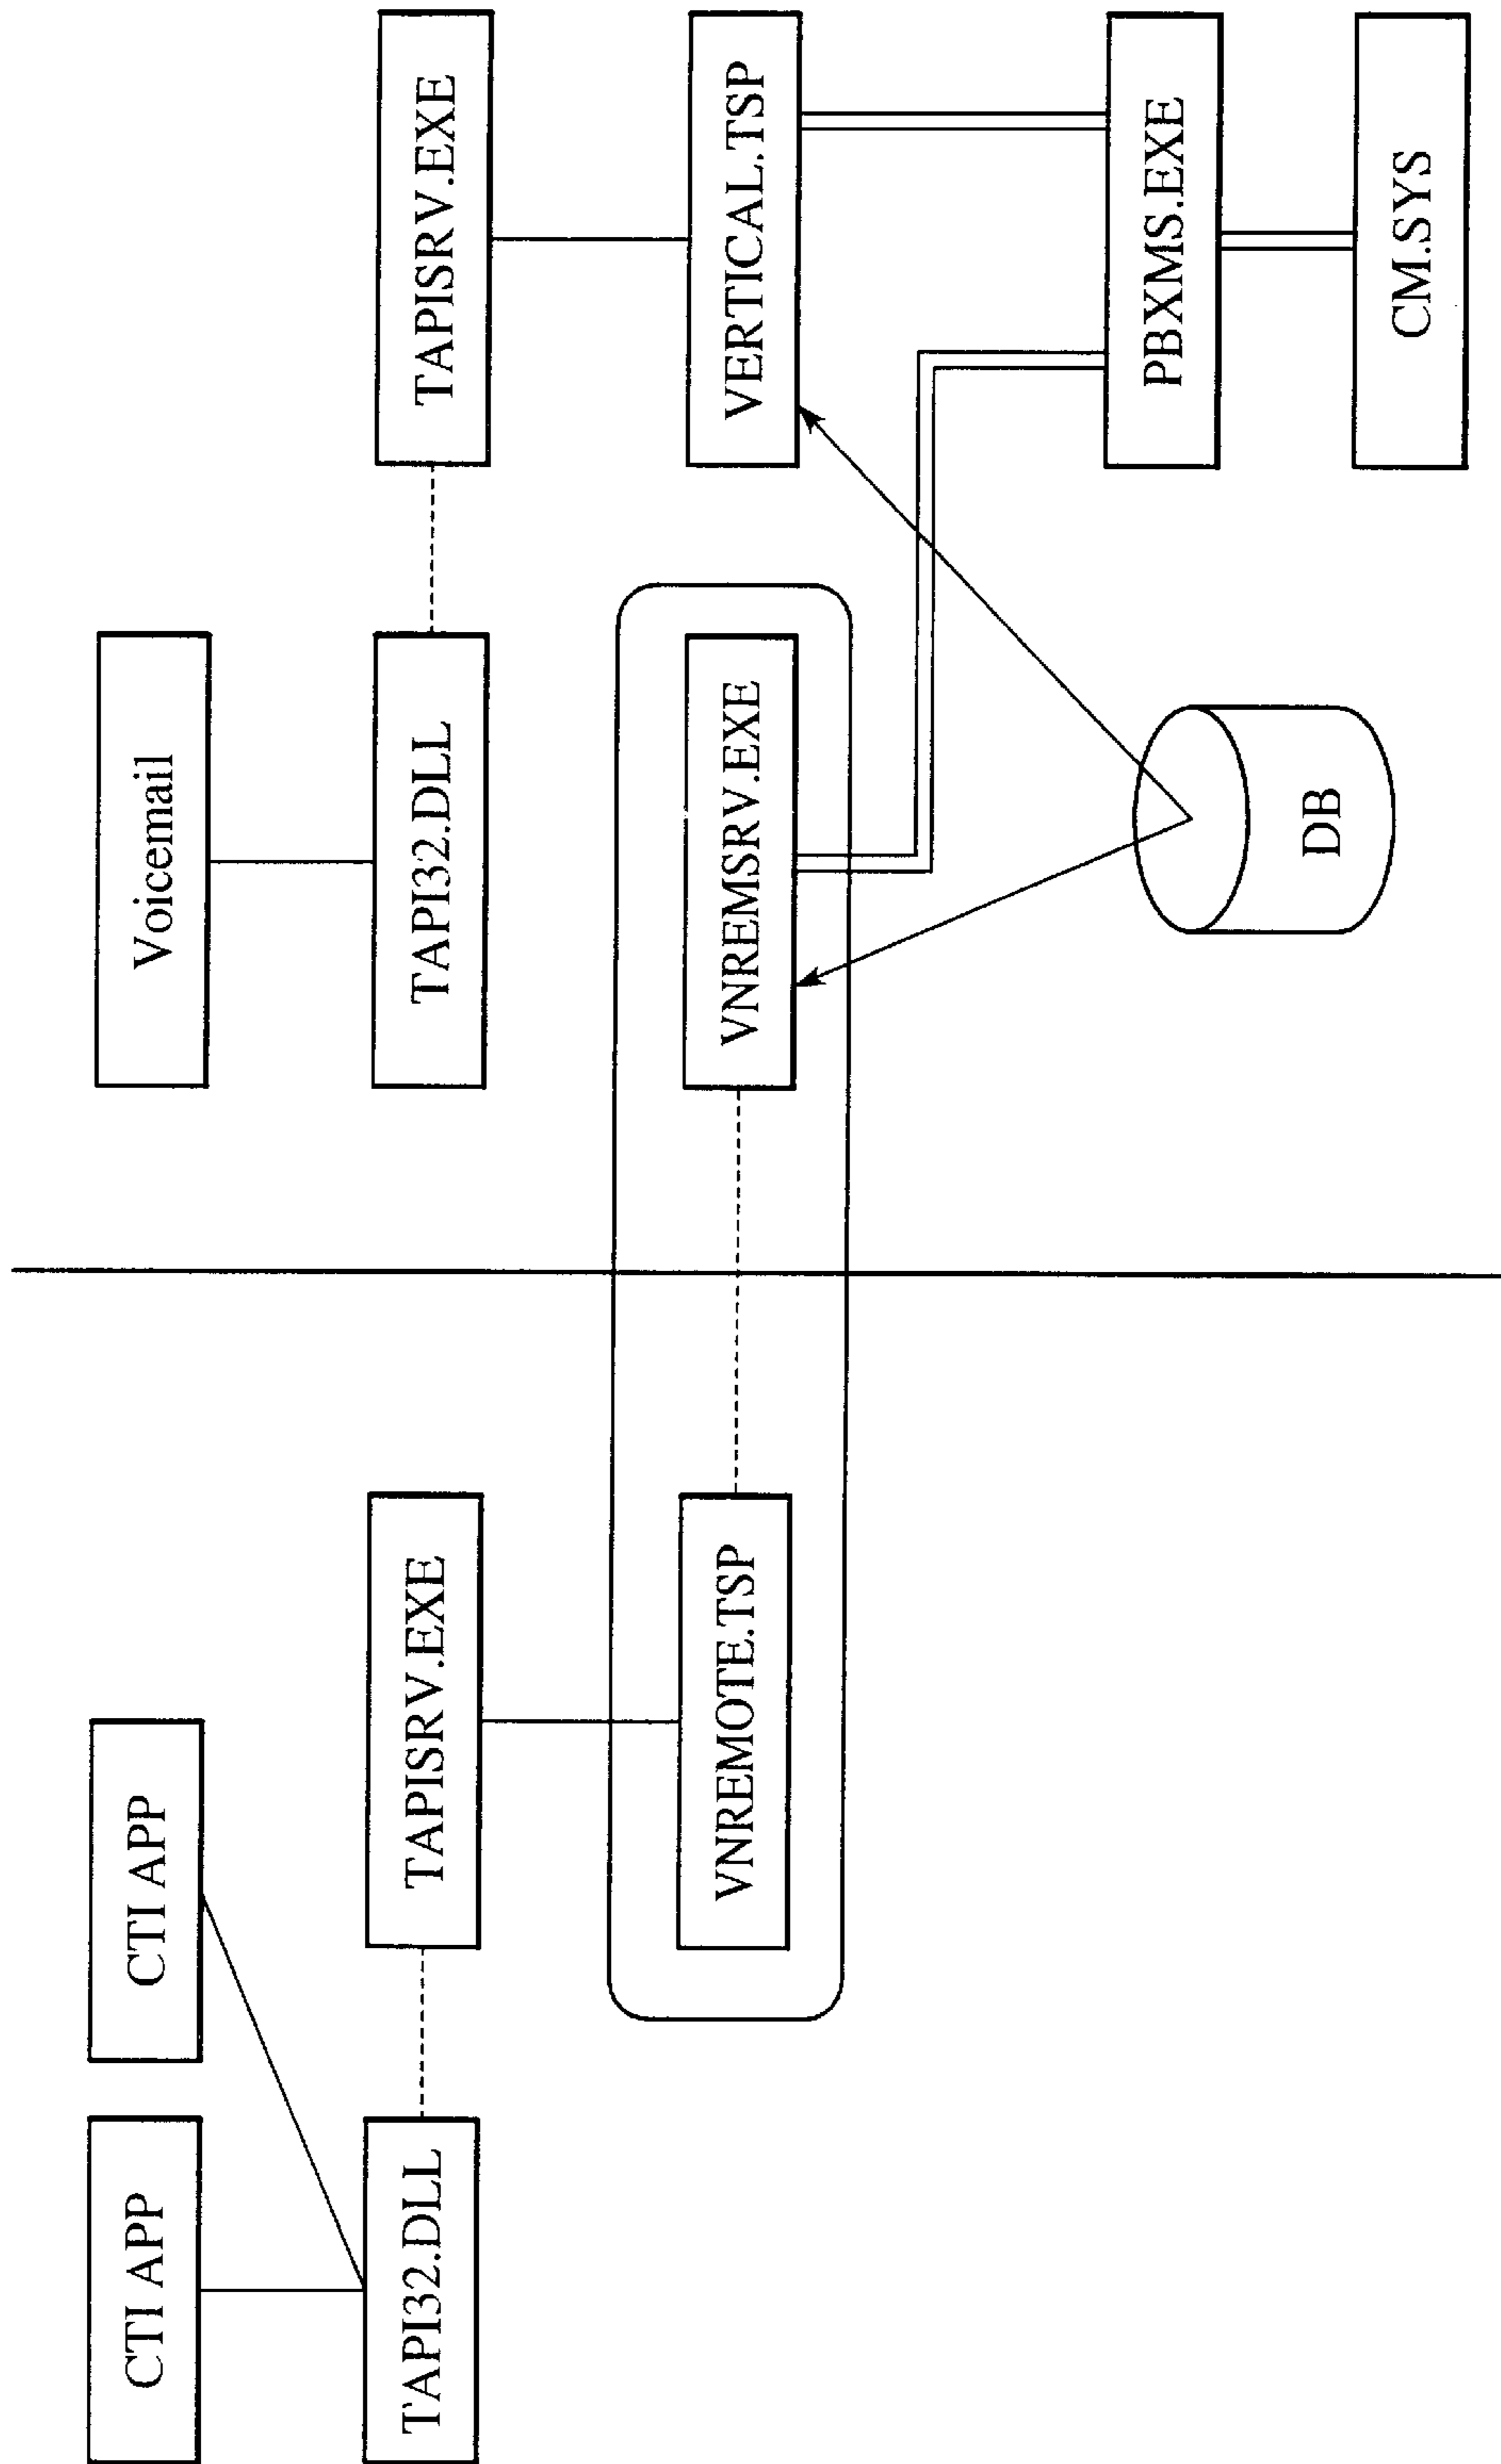 CTI APP
CTI APP
Voicemail
TAPI32.DLL
TAPISRV.EXE
TAPI32.DLL
TAPISRV.EXE
VNREMOTE.TSP
VNREMSRV.EXE
VERTICAL.TSP
DB
PBXMS.EXE
CM.SYS